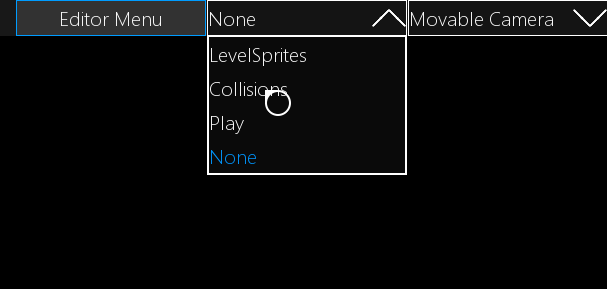 Editor Menu
None
Movable Camera
LevelSprites
Collisions
Play
None